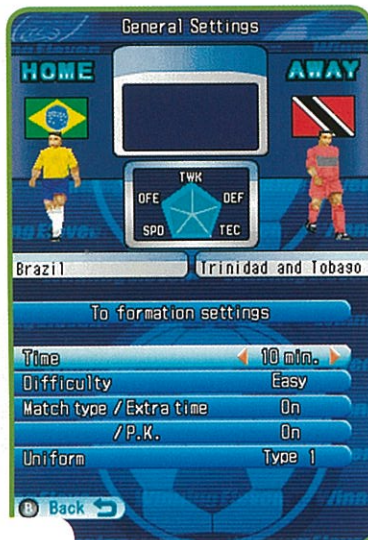 General Settings
HOME AWAY
TWK
OFE DEF
SPD TEC
Brazil Trinidad and Tobago
To formation settings
Time 10 min.
Difficulty Easy
Match type / Extra time On
/ P.K. On
Uniform Type 1
B Back